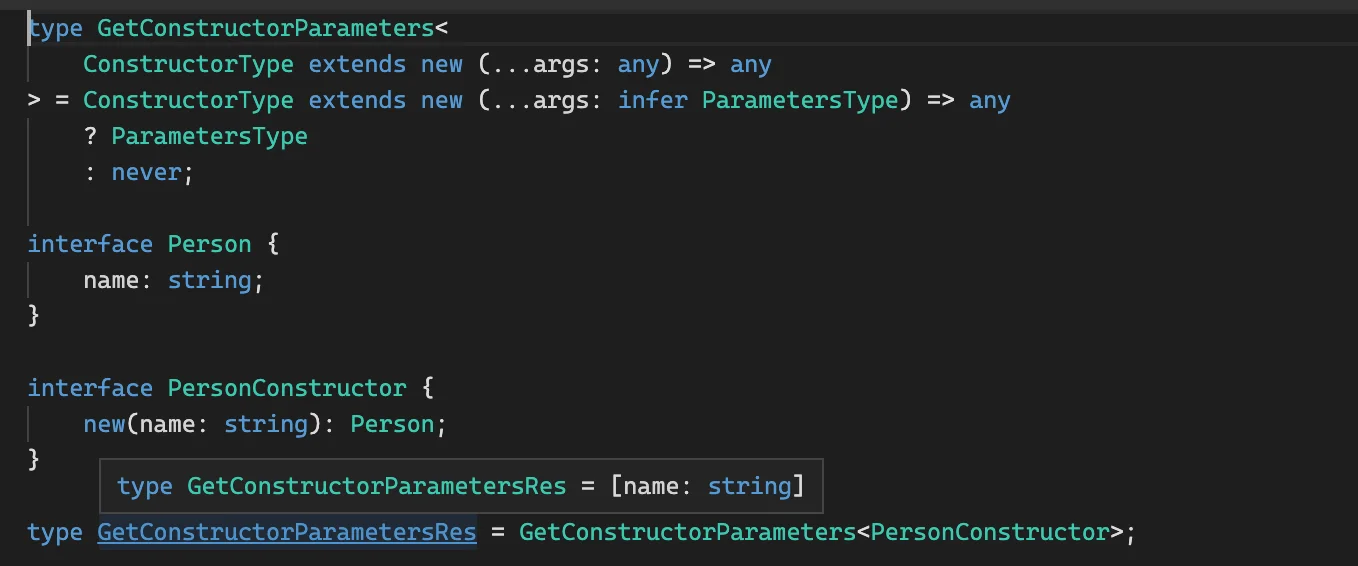 type GetConstructorParameters<
    ConstructorType extends new (...args: any) => any
> = ConstructorType extends new (...args: infer ParametersType) => any
    ? ParametersType
    : never;

interface Person {
    name: string;
}

interface PersonConstructor {
    new(name: string): Person;
}
type GetConstructorParametersRes = [name: string]
type GetConstructorParametersRes = GetConstructorParameters<PersonConstructor>;